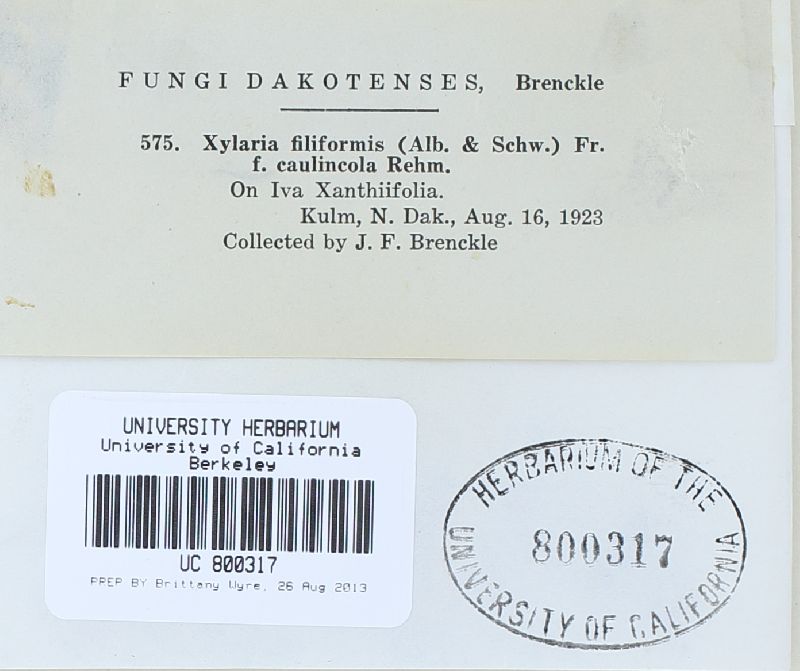 FUNGI DAKOTENSES, Brenckle
575. Xylaria filiformis (Alb. & Schw.) Fr.
f. caulincola Rehm.
On Iva Xanthiifolia.
Kulm, N. Dak., Aug. 16, 1923
Collected by J. F. Brenckle
UNIVERSITY HERBARIUM
University of California
Berkeley
UC 800317
PREP BY Brittany Wyre, 26 Aug 2013
HERBARIUM OF THE
800317
UNIVERSITY OF CALIFORNIA